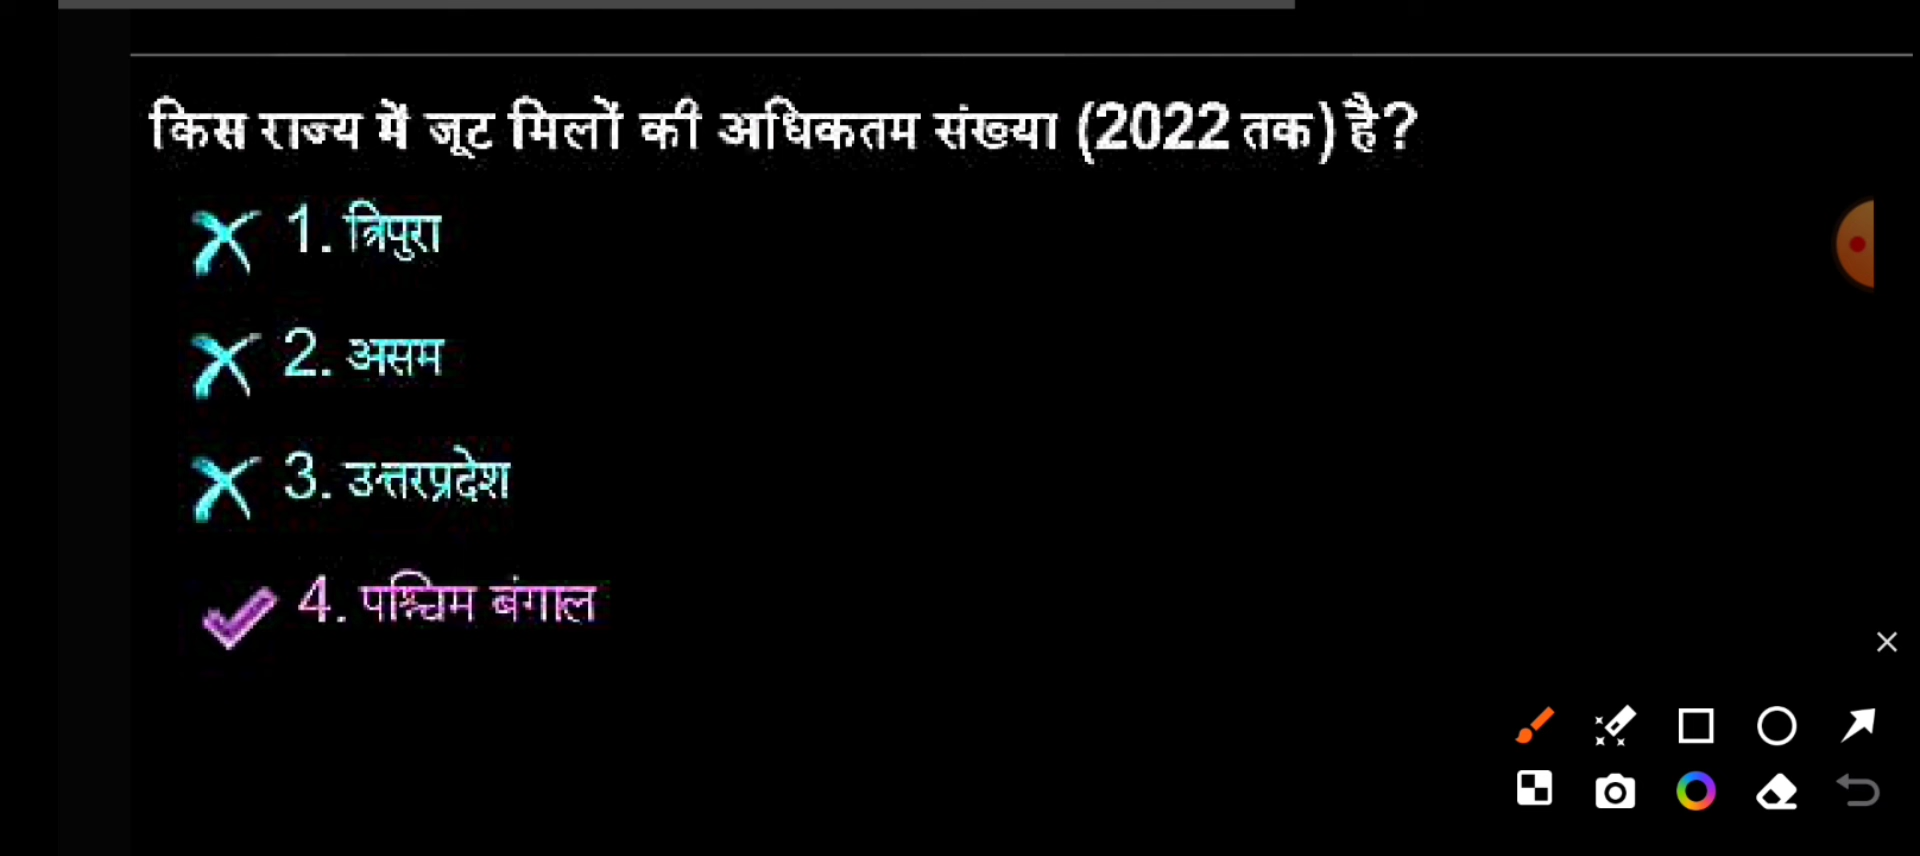 किस राज्य में जूट मिलों की अधिकतम संख्या (2022 तक) है?
1. त्रिपुरा
2. असम
3. उत्तरप्रदेश
4. पश्चिम बंगाल